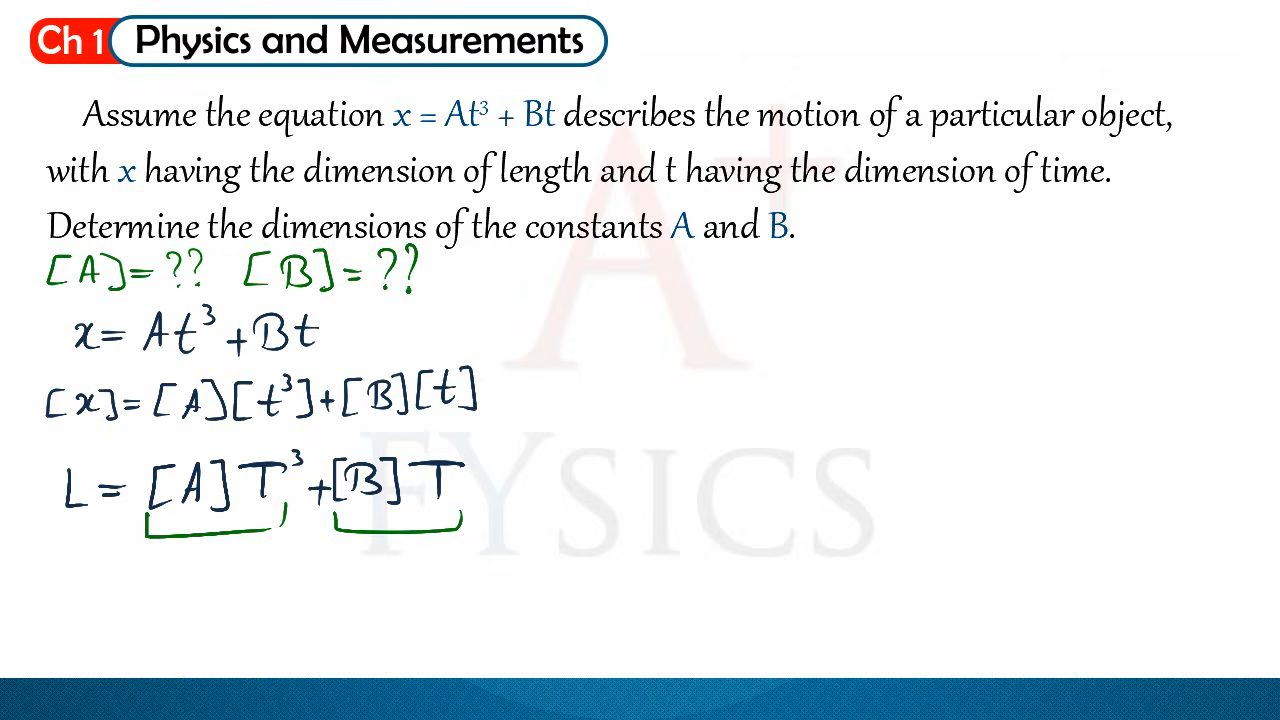 Ch 1 Physics and Measurements
Assume the equation x = At³ + Bt describes the motion of a particular object,
with x having the dimension of length and t having the dimension of time.
Determine the dimensions of the constants A and B.
[A]=?? [B]=??
x= At³+Bt
[x]=[A][t³]+[B][t]
L = [A]T³+[B]T
A+
FYSICS